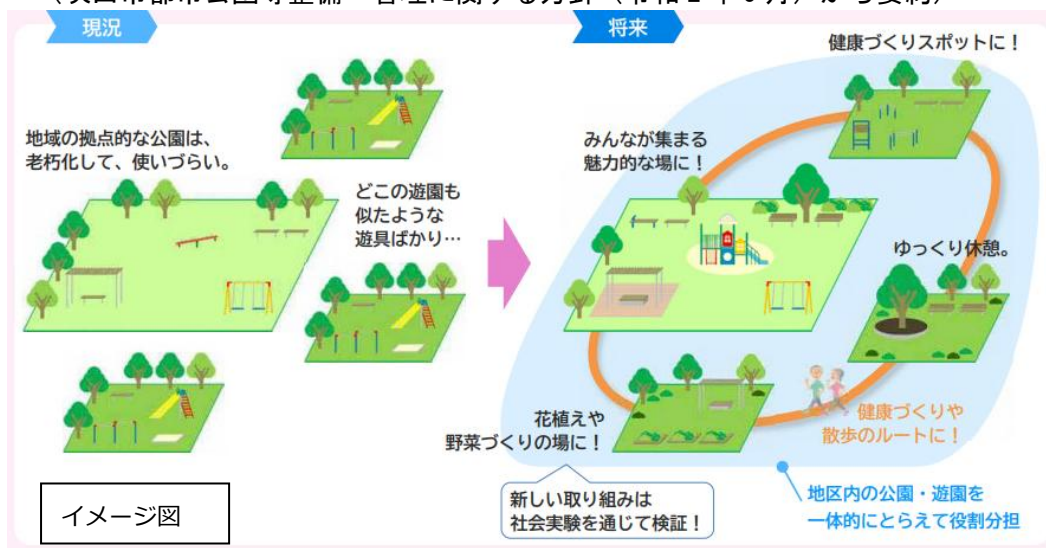 現況
地域の拠点的な公園は、
老朽化して、使いづらい。
どこの遊園も
似たような
遊具ばかり…
イメージ図
将来
健康づくりスポットに！
みんなが集まる
魅力的な場に！
ゆっくり休憩。
花植えや
野菜づくりの場に！
健康づくりや
散歩のルートに！
新しい取り組みは
社会実験を通じて検証！
地区内の公園・遊園を
一体的にとらえて役割分担